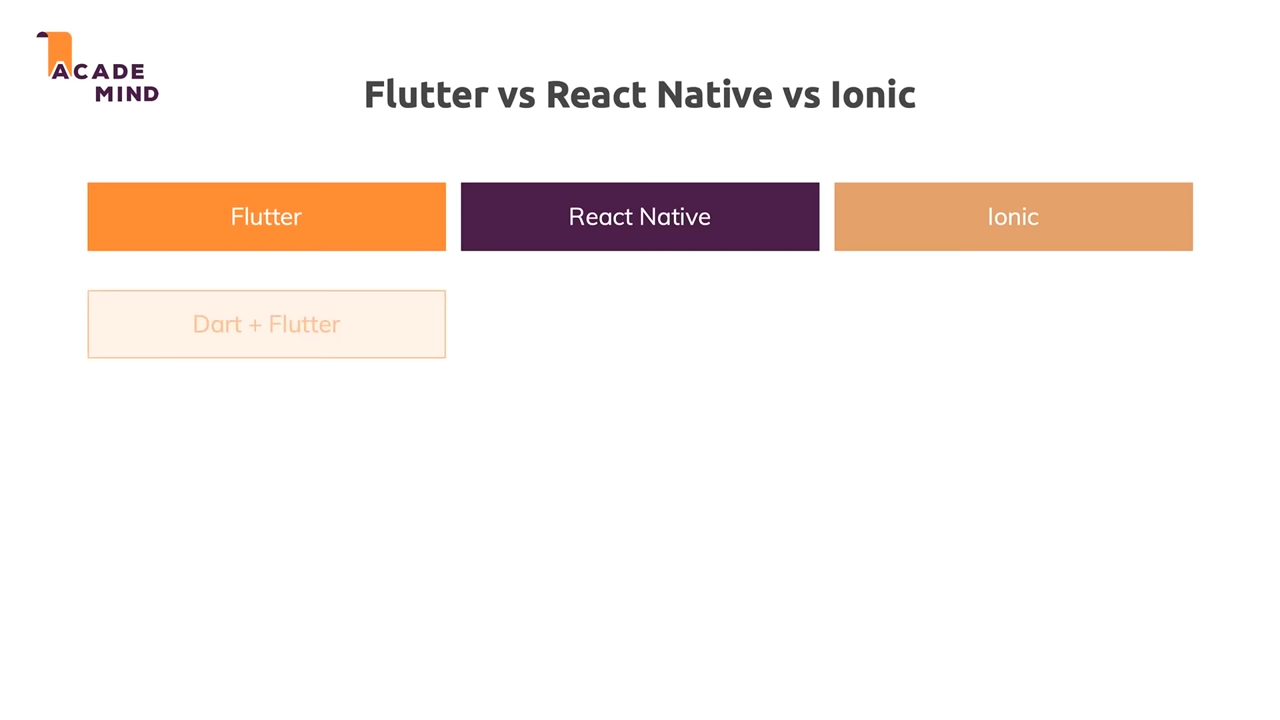 ACADE
MIND
Flutter vs React Native vs Ionic
Flutter
React Native
Ionic
Dart + Flutter